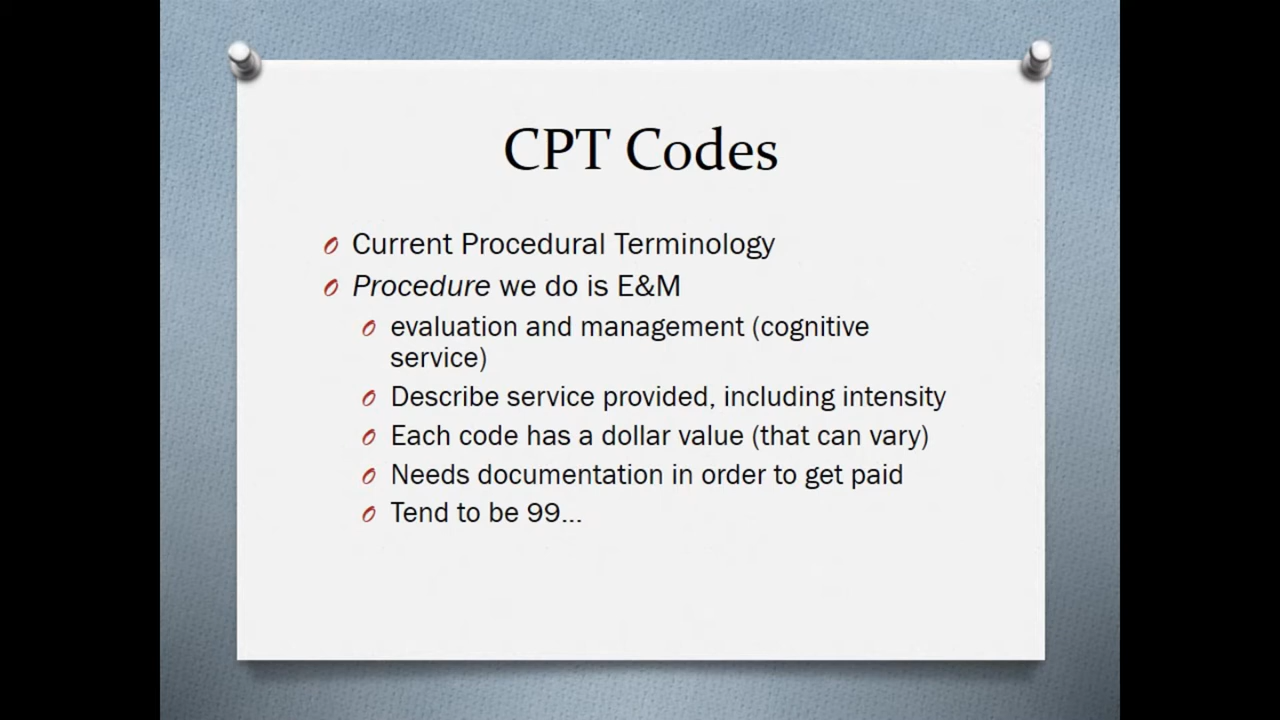 CPT Codes
Current Procedural Terminology
Procedure we do is E&M
evaluation and management (cognitive
service)
Describe service provided, including intensity
Each code has a dollar value (that can vary)
Needs documentation in order to get paid
Tend to be 99...